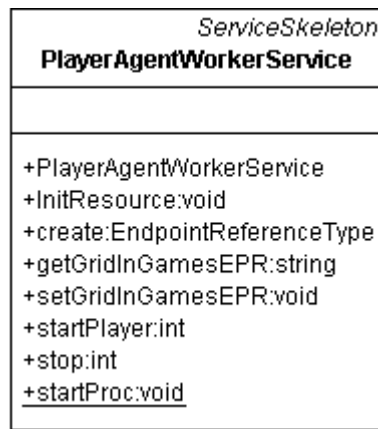 ServiceSkeleton
PlayerAgentWorkerService
+PlayerAgentWorkerService
+InitResource:void
+create:EndpointReferenceType
+getGridInGamesEPR:string
+setGridInGamesEPR:void
+startPlayer:int
+stop:int
+startProc:void